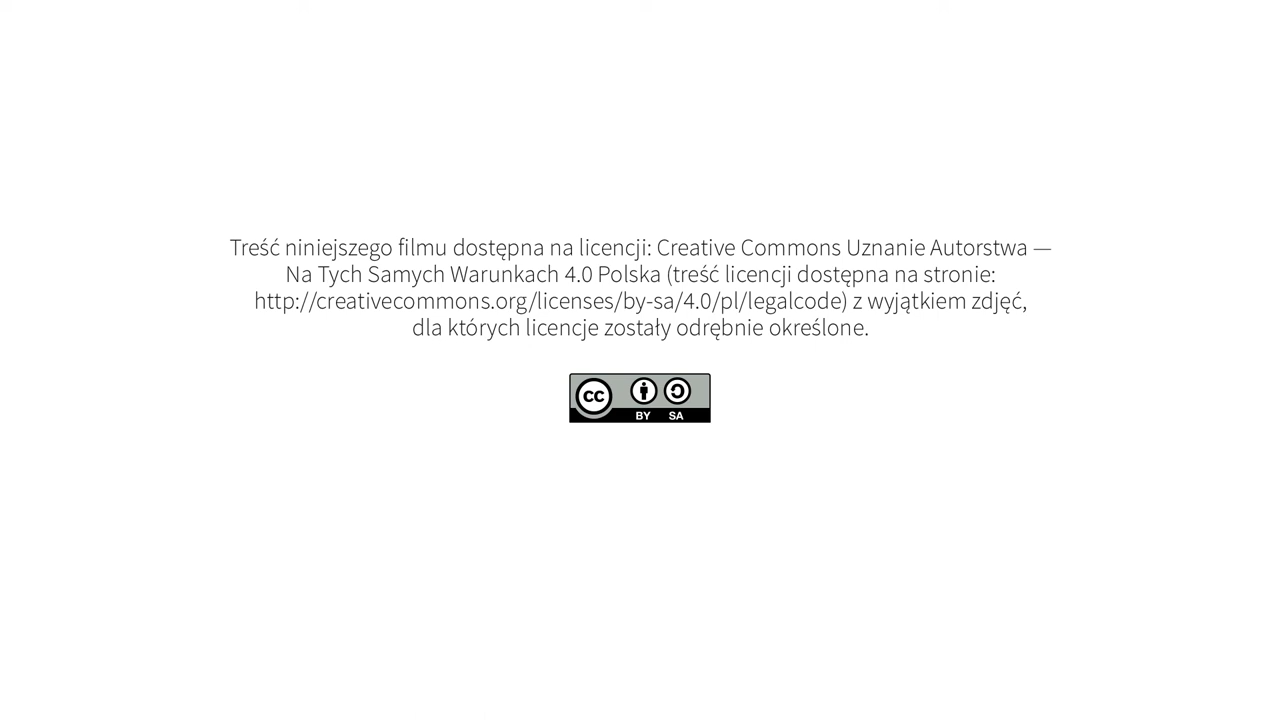 Treść niniejszego filmu dostępna na licencji: Creative Commons Uznanie Autorstwa —
Na Tych Samych Warunkach 4.0 Polska (treść licencji dostępna na stronie:
http://creativecommons.org/licenses/by-sa/4.0/pl/legalcode) z wyjątkiem zdjęć,
dla których licencje zostały odrębnie określone.
cc
BY SA